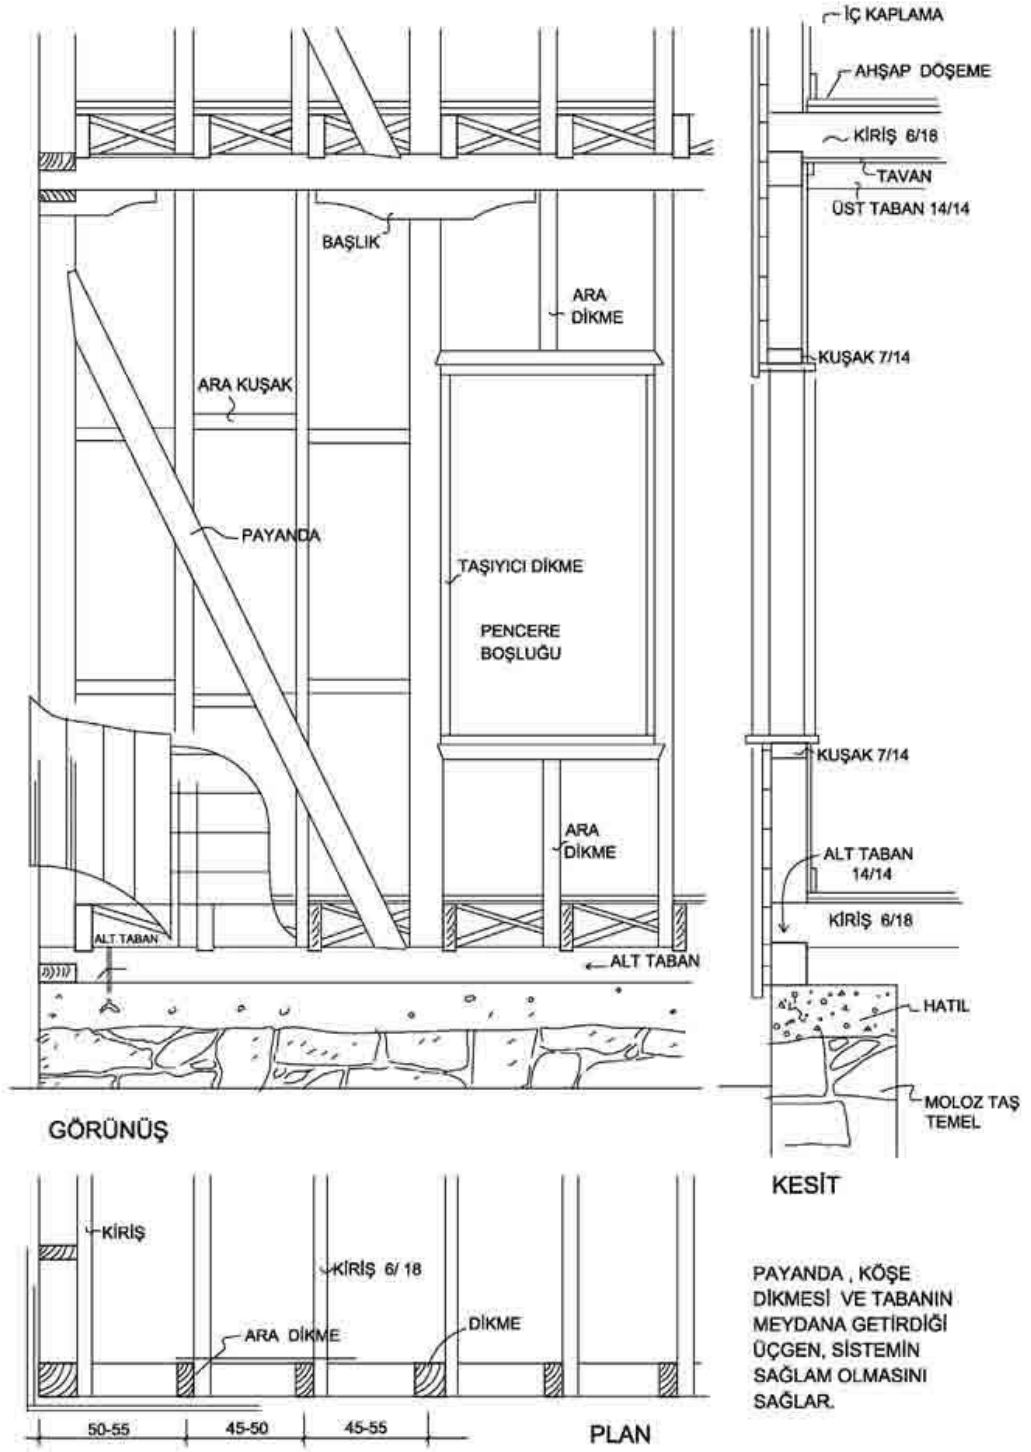 İÇ KAPLAMA
AHŞAP DÖŞEME
KİRİŞ 6/18
TAVAN
ÜST TABAN 14/14
BAŞLIK
ARA
DİKME
KUŞAK 7/14
ARA KUŞAK
PAYANDA
TAŞIYICI DİKME
PENCERE
BOŞLUĞU
KUŞAK 7/14
ARA
DİKME
ALT TABAN
14/14
KİRİŞ 6/18
ALT TABAN
ALT TABAN
HATIL
MOLOZ TAŞ
TEMEL
GÖRÜNÜŞ
KESİT
KİRİŞ
KİRİŞ 6/ 18
ARA DİKME
DİKME
50-55
45-50
45-55
PLAN
PAYANDA , KÖŞE
DİKMESİ VE TABANIN
MEYDANA GETİRDİĞİ
ÜÇGEN, SİSTEMİN
SAĞLAM OLMASINI
SAĞLAR.